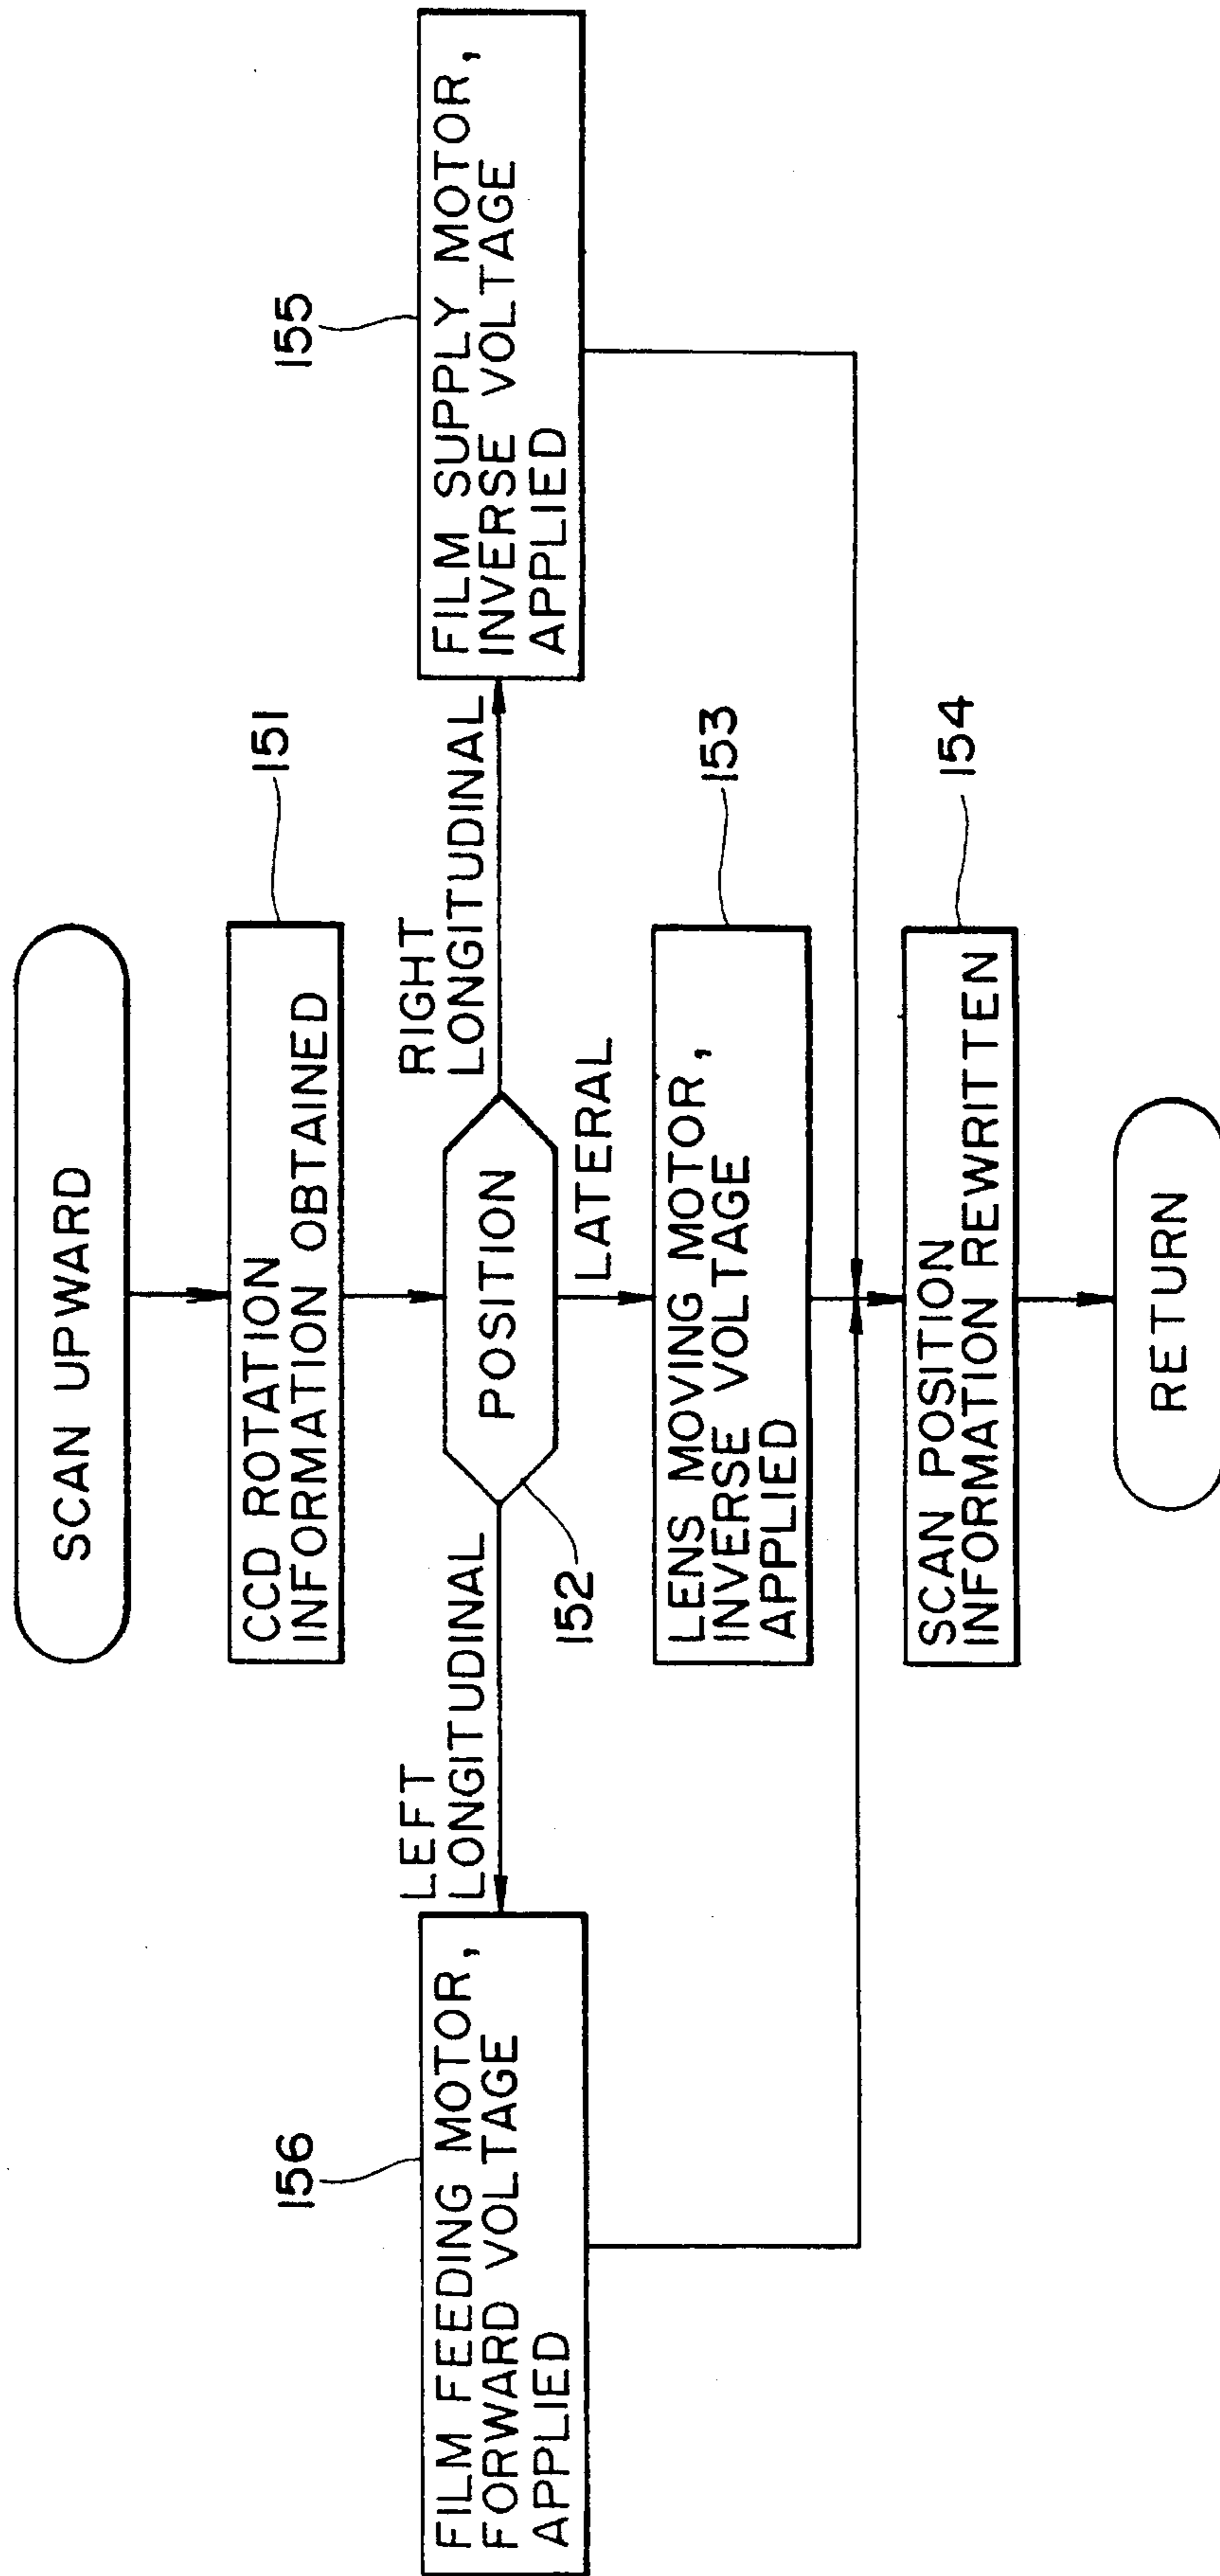 SCAN UPWARD
151
CCD ROTATION
INFORMATION OBTAINED
LEFT
LONGITUDINAL
RIGHT
LONGITUDINAL
156
FILM FEEDING MOTOR,
FORWARD VOLTAGE
APPLIED
152
POSITION
155
FILM SUPPLY MOTOR,
INVERSE VOLTAGE
APPLIED
LATERAL
153
LENS MOVING MOTOR,
INVERSE VOLTAGE
APPLIED
154
SCAN POSITION
INFORMATION REWRITTEN
RETURN